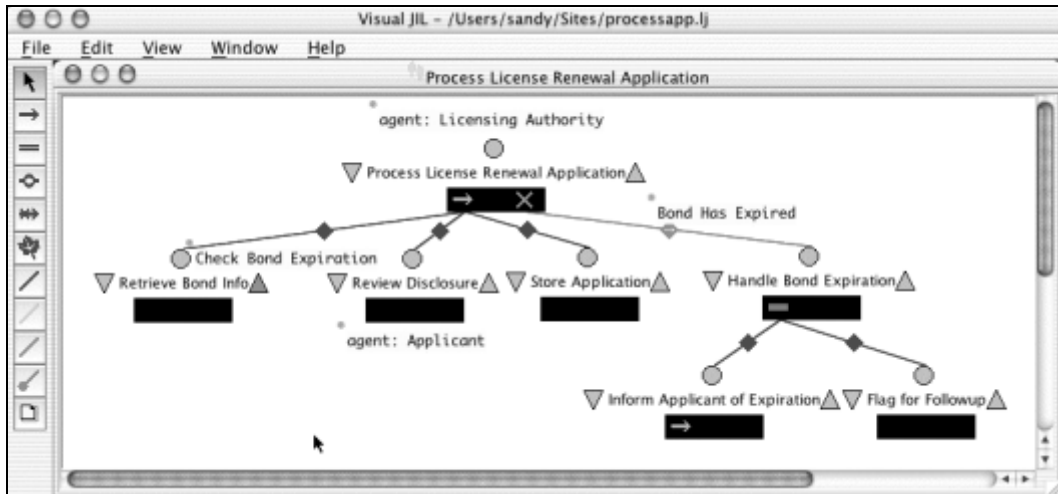 Visual JIL - /Users/sandy/Sites/processapp.lj
File Edit View Window Help
Process License Renewal Application
agent: Licensing Authority
Process License Renewal Application
Bond Has Expired
Check Bond Expiration
Retrieve Bond Info
Review Disclosure
Store Application
Handle Bond Expiration
agent: Applicant
Inform Applicant of Expiration
Flag for Followup